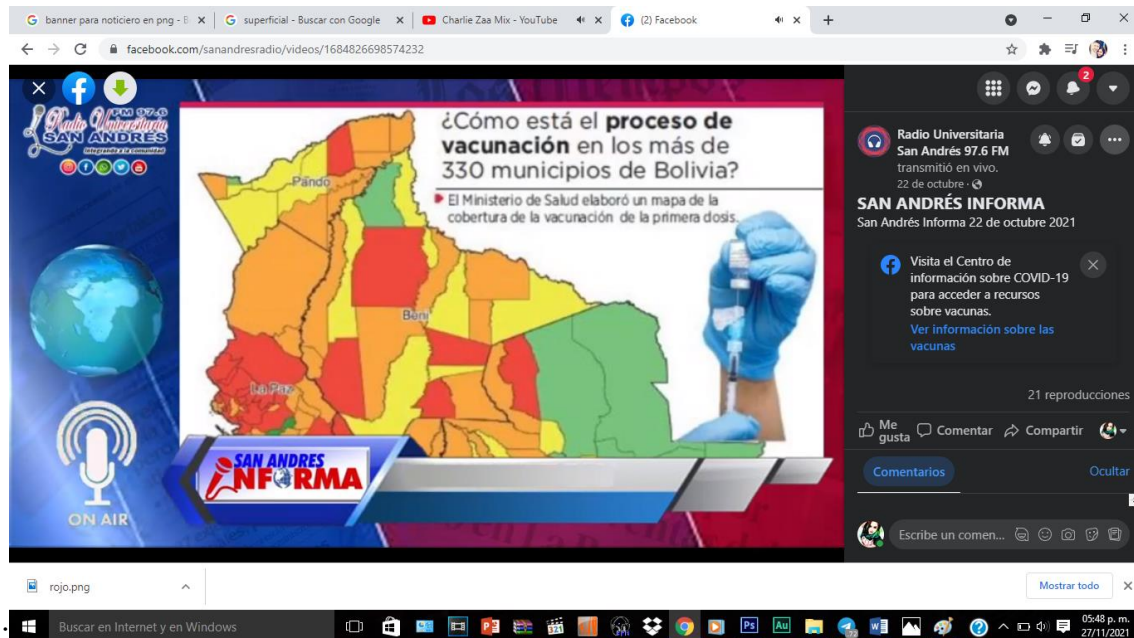 banner para noticiero en png - B
superficial - Buscar con Google
Charlie Zaa Mix - YouTube
(2) Facebook
facebook.com/sanandresradio/videos/1684826698574232
Radio Universitaria
FM 97.6
SAN ANDRES
integrando a la comunidad
¿Cómo está el proceso de
vacunación en los más de
330 municipios de Bolivia?
El Ministerio de Salud elaboró un mapa de la
cobertura de la vacunación de la primera dosis.
Pando
Beni
La Paz
SAN ANDRES
INFORMA
ON AIR
2
Radio Universitaria
San Andrés 97.6 FM
transmitió en vivo.
22 de octubre ·
SAN ANDRÉS INFORMA
San Andrés Informa 22 de octubre 2021
Visita el Centro de
información sobre COVID-19
para acceder a recursos
sobre vacunas.
Ver información sobre las
vacunas
21 reproducciones
Me
gusta
Comentar
Compartir
Comentarios
Ocultar
Escribe un comen...
rojo.png
Mostrar todo
Buscar en Internet y en Windows
05:48 p. m.
27/11/2021